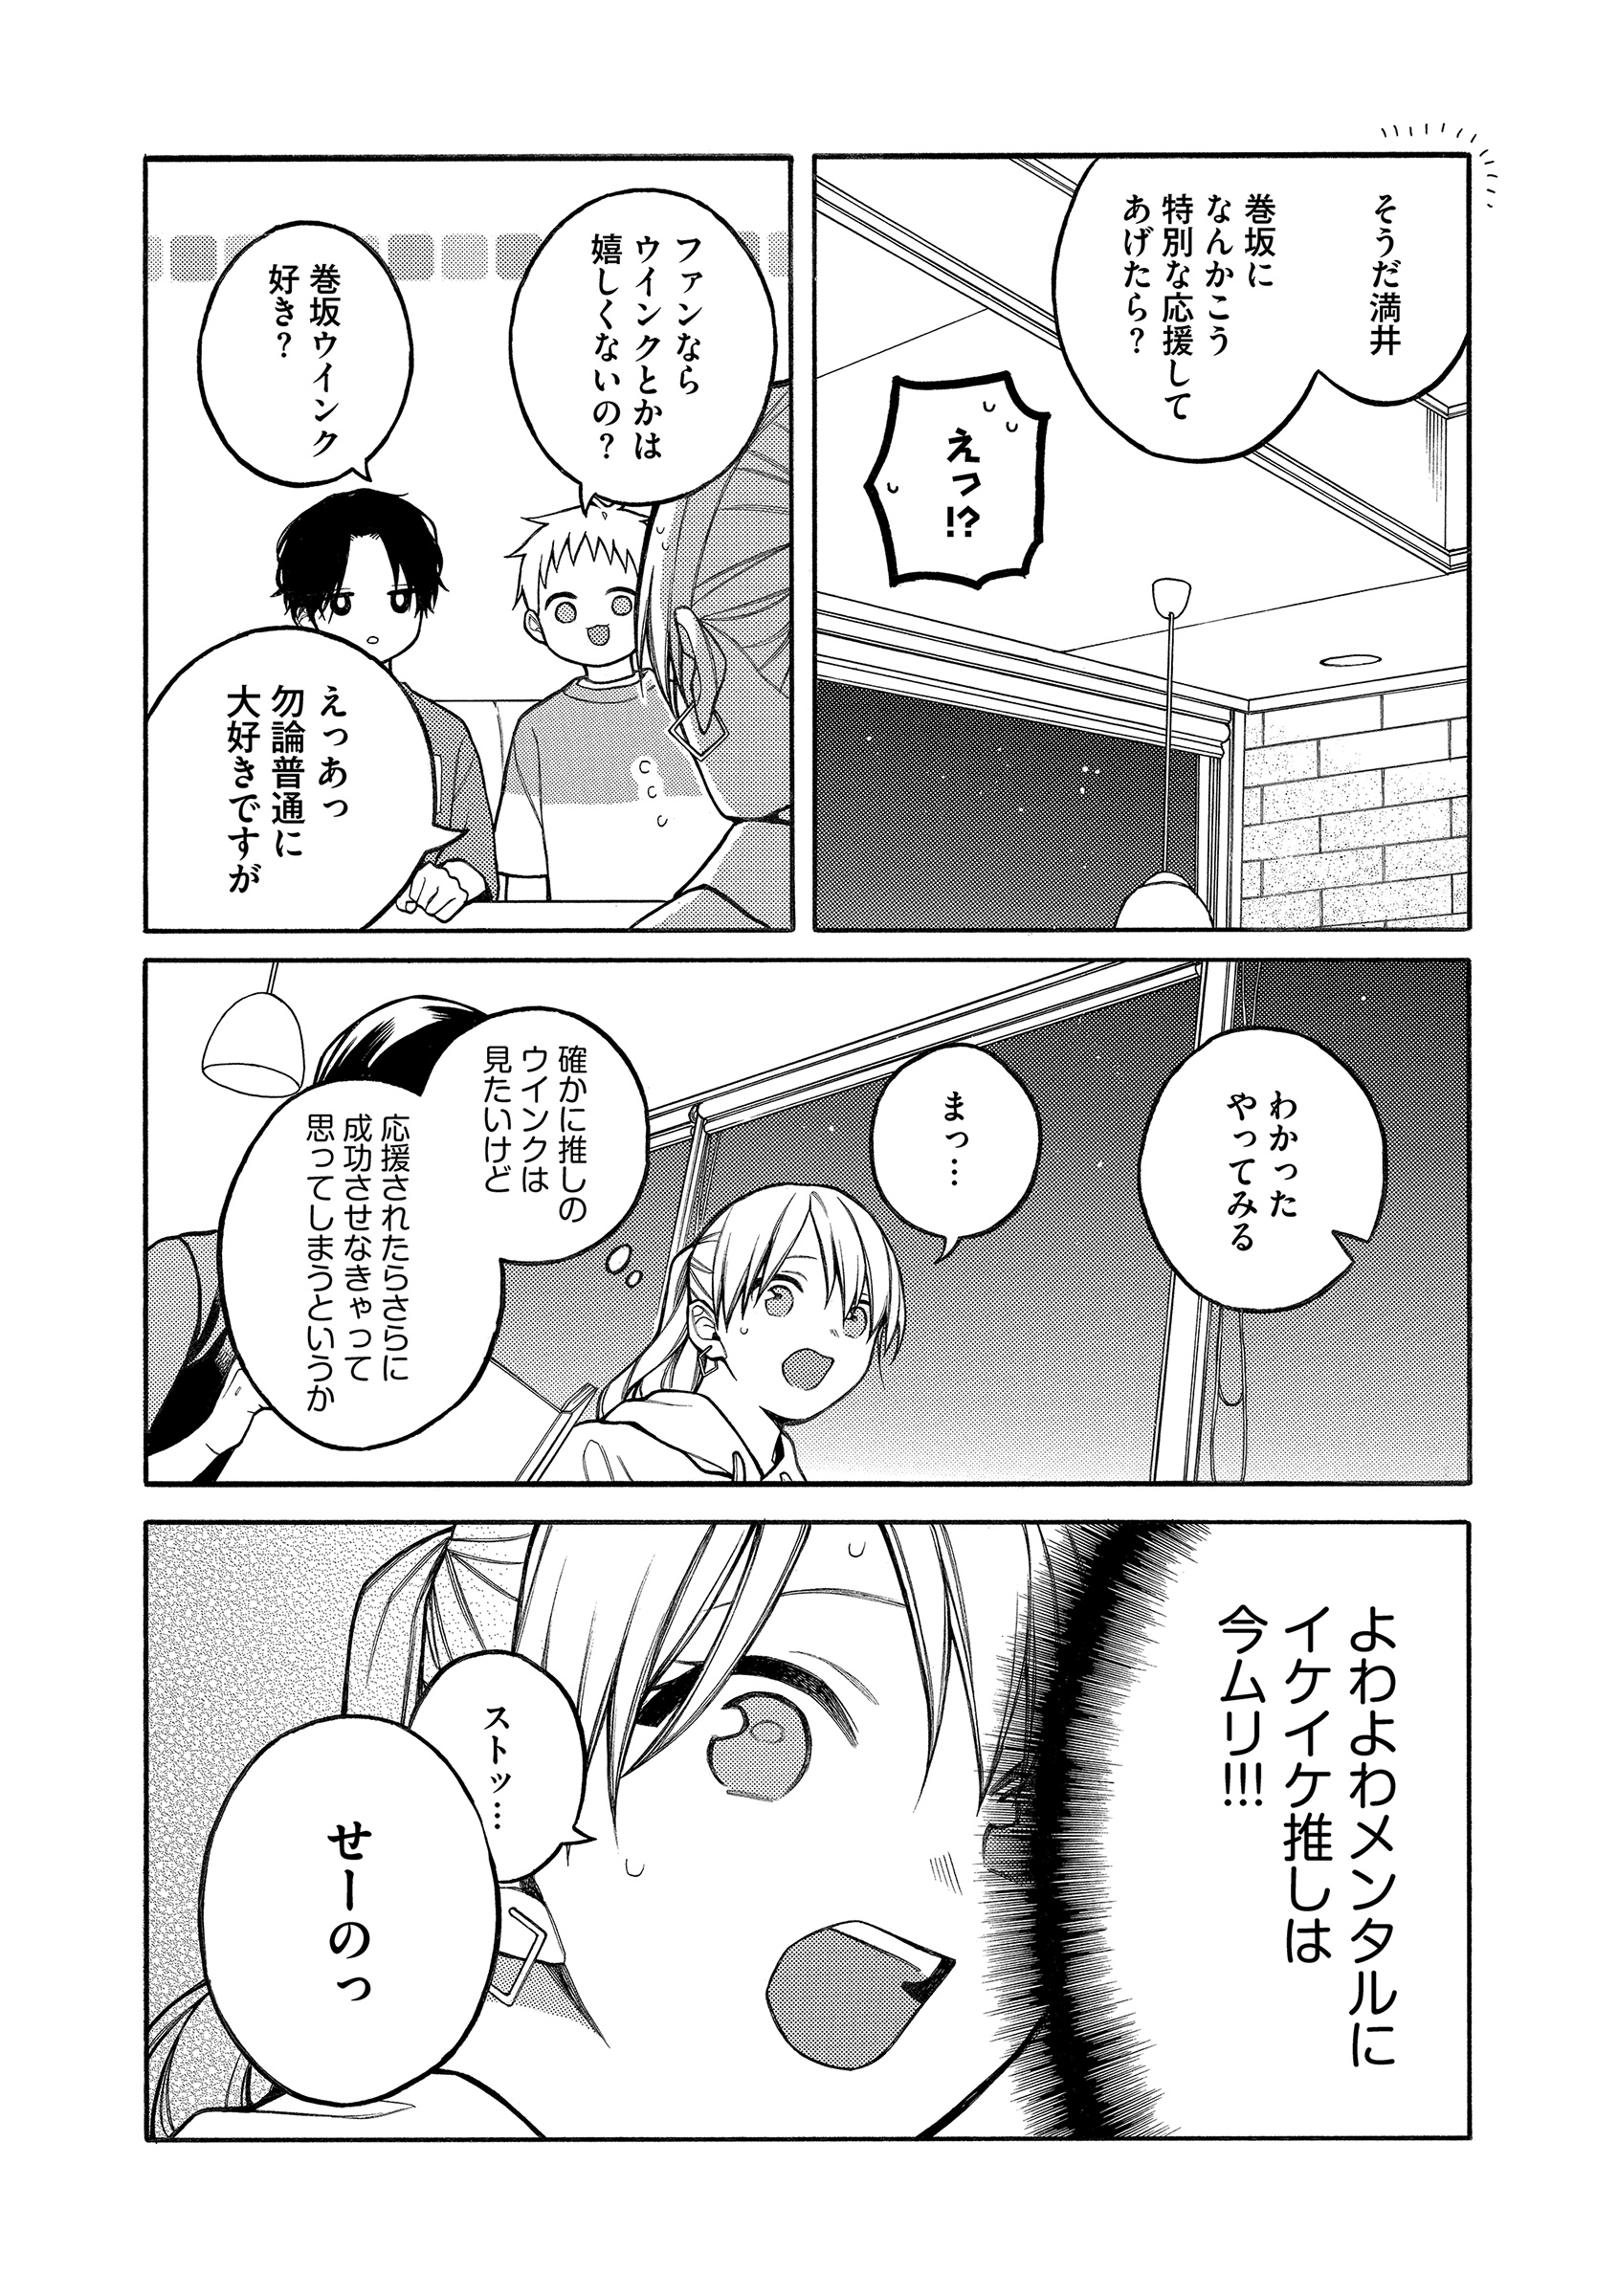 そうだ満井
巻坂に
なんかこう
特別な応援して
あげたら？
えっ!?
ファンなら
ウインクとかは
嬉しくないの？
巻坂ウインク
好き？
えっあっ
勿論普通に
大好きですが
わかった
やってみる
まっ…
確かに推しの
ウインクは
見たいけど
応援されたらさらに
成功させなきゃって
思ってしまうというか
よわよわメンタルに
イケイケ推しは
今ムリ!!!
ストッ…
せーのっ